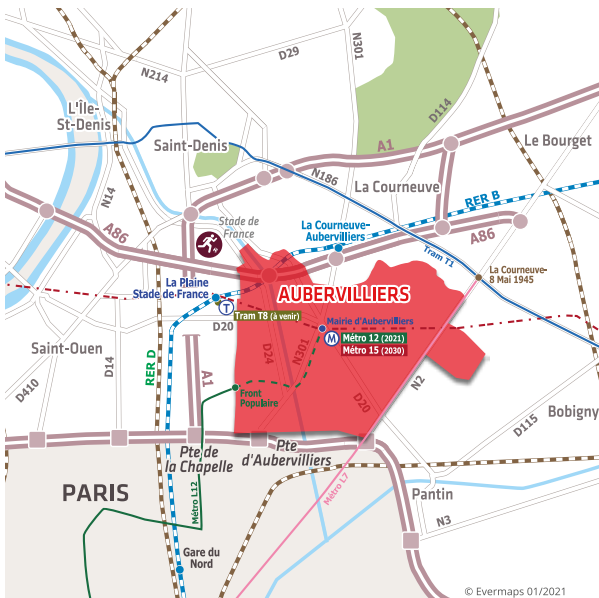 N301
D29
N214
D114
L'Île-
St-Denis
Saint-Denis
A1
Le Bourget
N186
La Courneuve
N14
RER B
Stade de
France
A86
La Courneuve-
Aubervilliers
A86
Tram T1
La Plaine
Stade-de-France
AUBERVILLIERS
La Courneuve-
8 Mai 1945
T
Tram T8 (à venir)
D20
Mairie d'Aubervilliers
M
Métro 12 (2021)
Métro 15 (2030)
Saint-Ouen
D24
N301
RER D
A1
D14
D410
Front
Populaire
D20
N2
Bobigny
D115
Pte de
la Chapelle
Pte
d'Aubervilliers
PARIS
Métro L12
Métro L7
Pantin
N3
Gare du
Nord
© Evermaps 01/2021